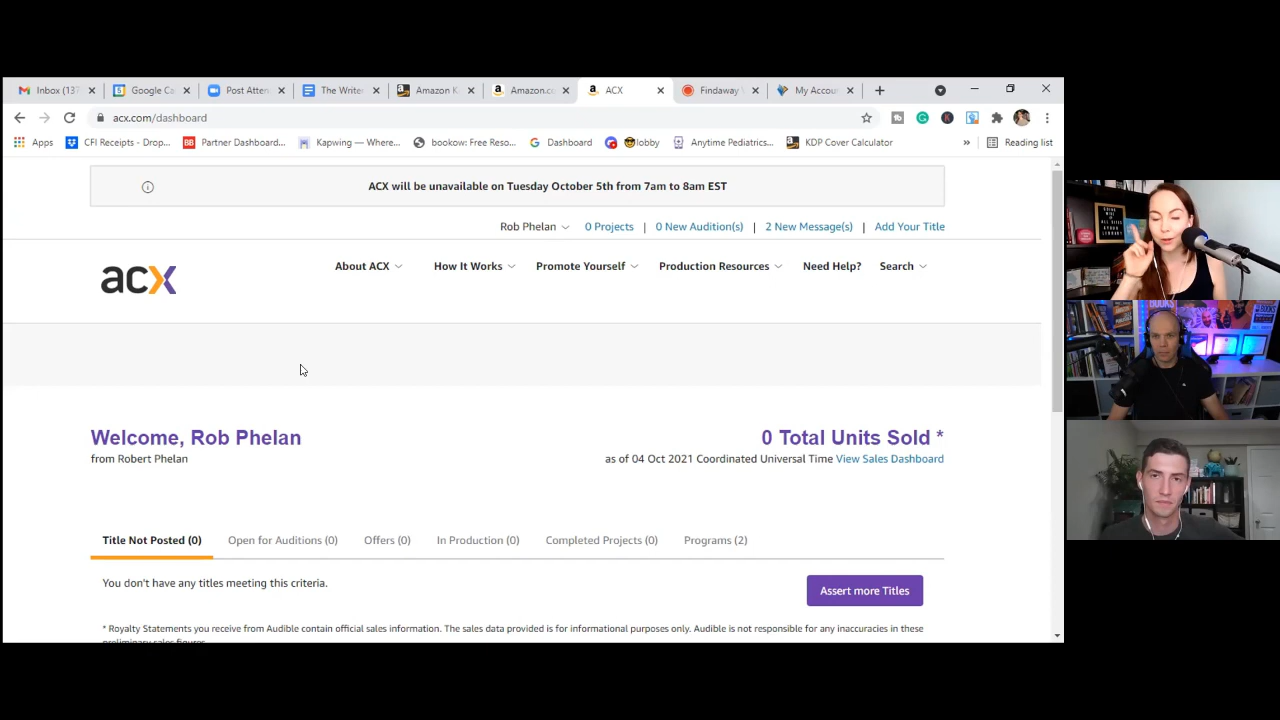 Inbox (137
Google Ca
Post Atten
The Writer
Amazon K
Amazon.co
ACX
Findaway
My Accou
acx.com/dashboard
Apps
CFI Receipts - Drop...
Partner Dashboard...
Kapwing — Where...
bookow: Free Reso...
Dashboard
lobby
Anytime Pediatrics...
KDP Cover Calculator
»
Reading list
ACX will be unavailable on Tuesday October 5th from 7am to 8am EST
Rob Phelan
0 Projects | 0 New Audition(s) | 2 New Message(s) | Add Your Title
acx
About ACX
How It Works
Promote Yourself
Production Resources
Need Help?
Search
Welcome, Rob Phelan
from Robert Phelan
0 Total Units Sold *
as of 04 Oct 2021 Coordinated Universal Time View Sales Dashboard
Title Not Posted (0)
Open for Auditions (0)
Offers (0)
In Production (0)
Completed Projects (0)
Programs (2)
You don't have any titles meeting this criteria.
Assert more Titles
* Royalty Statements you receive from Audible contain official sales information. The sales data provided is for informational purposes only. Audible is not responsible for any inaccuracies in these
preliminary sales figures.